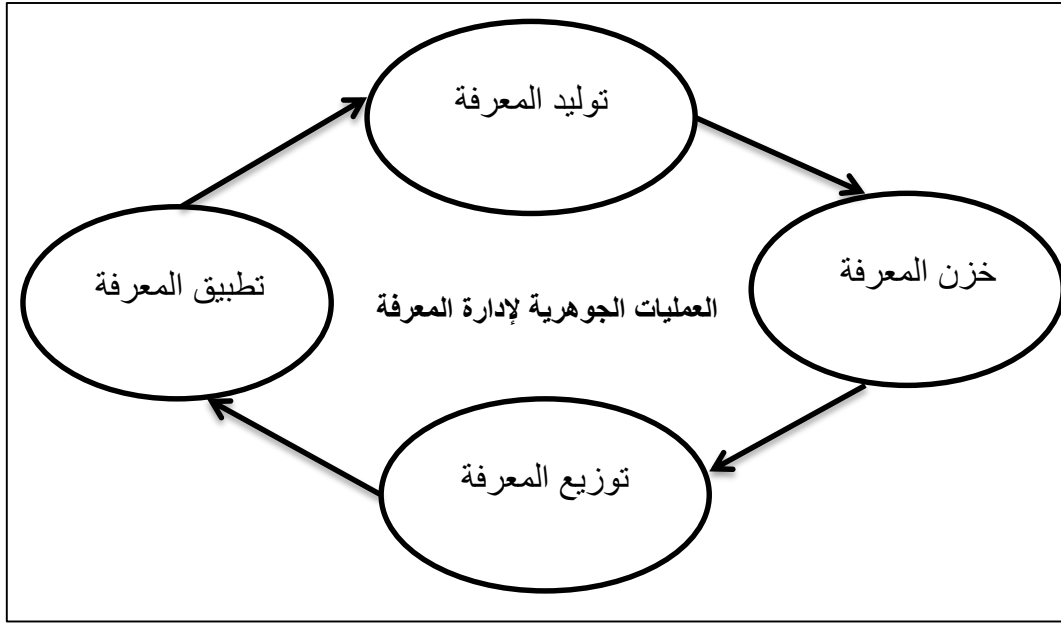 توليد المعرفة
خزن المعرفة
تطبيق المعرفة
العمليات الجوهرية لإدارة المعرفة
توزيع المعرفة